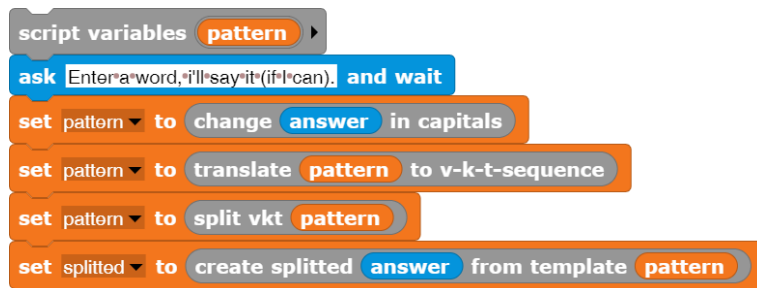 script variables pattern
ask Enter a word, i'll say it (if I can). and wait
set pattern to change answer in capitals
set pattern to translate pattern to v-k-t-sequence
set pattern to split vkt pattern
set splitted to create splitted answer from template pattern